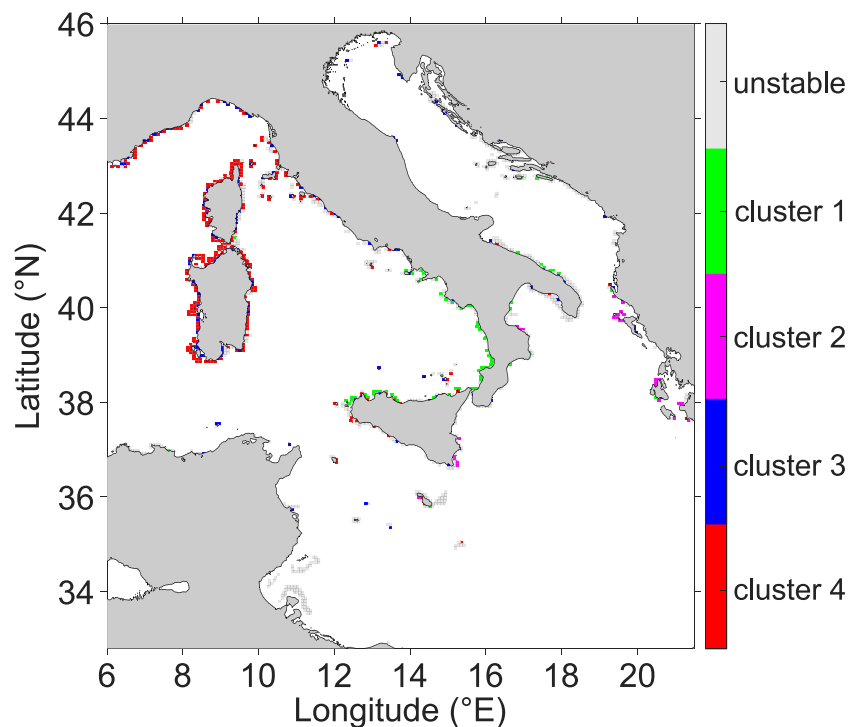 46
44
42
40
38
36
34
Latitude (°N)
6
8
10
12
14
16
18
20
Longitude (°E)
unstable
cluster 1
cluster 2
cluster 3
cluster 4